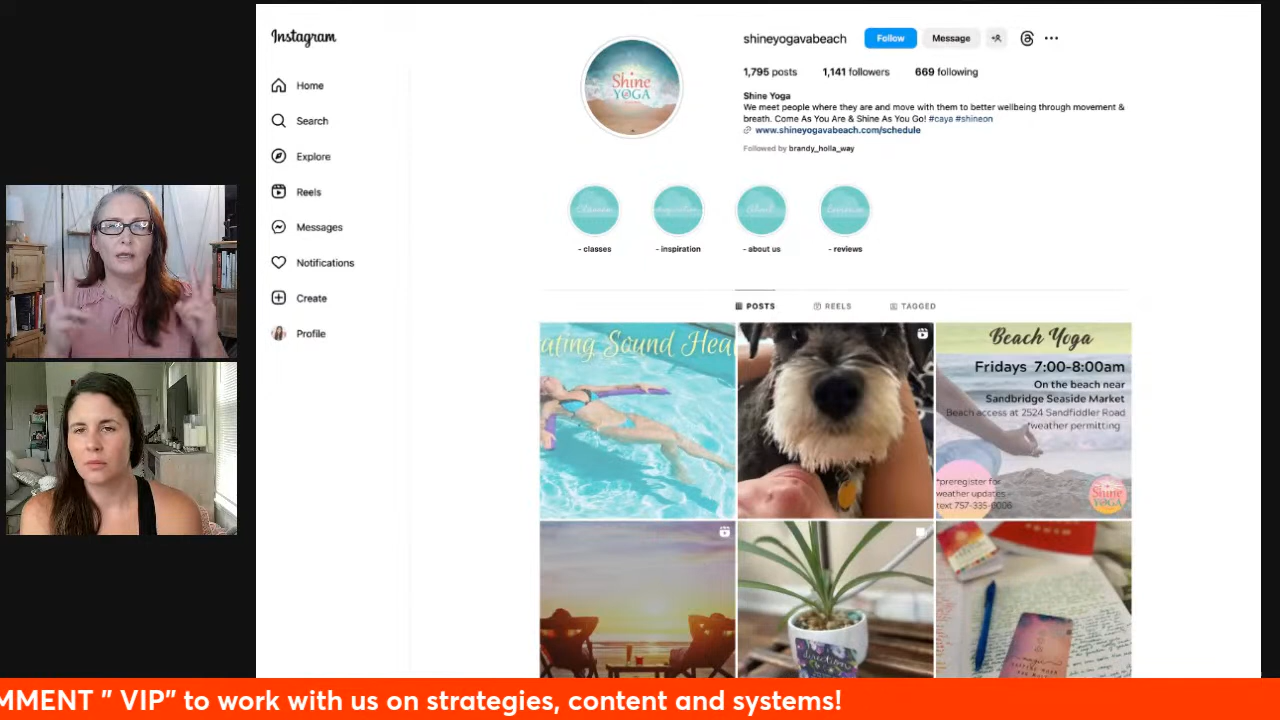 Instagram
Home
Search
Explore
Reels
Messages
Notifications
Create
Profile
shineyogavabeach
Follow
Message
1,795 posts
1,141 followers
669 following
Shine Yoga
We meet people where they are and move with them to better wellbeing through movement &
breath. Come As You Are & Shine As You Go! #caya #shineon
www.shineyogavabeach.com/schedule
Followed by brandy_holla_way
Shine
YOGA
- classes
- inspiration
- about us
- reviews
POSTS
REELS
TAGGED
ating Sound Hea
Beach Yoga
Fridays 7:00-8:00am
On the beach near
Sandbridge Seaside Market
Beach access at 2524 Sandfiddler Road
*weather permitting
*preregister for
weather updates -
text 757-335-0006
Shine
YOGA
direction
MMENT " VIP" to work with us on strategies, content and systems!